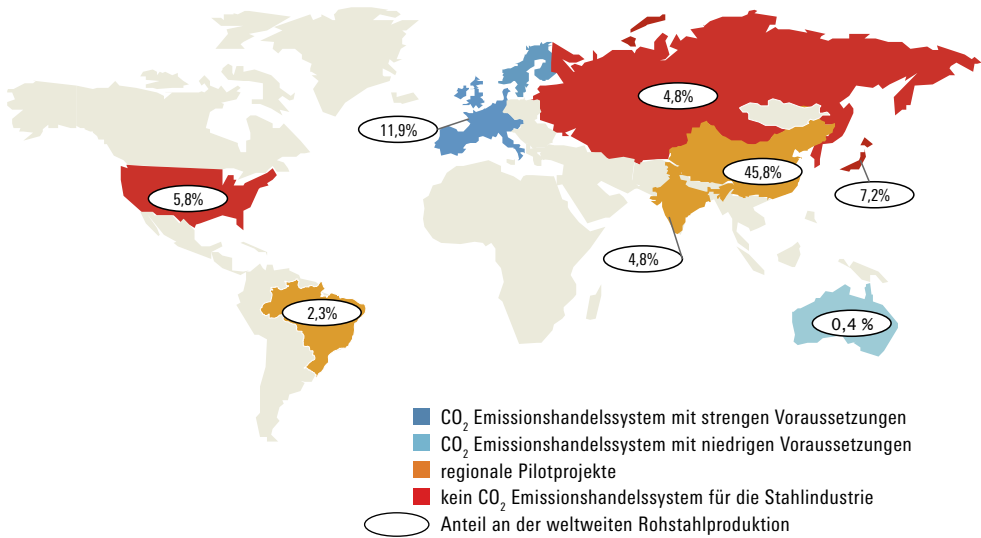 4,8%
11,9%
45,8%
5,8%
7,2%
4,8%
2,3%
0,4 %
CO₂ Emissionshandelssystem mit strengen Voraussetzungen
CO₂ Emissionshandelssystem mit niedrigen Voraussetzungen
regionale Pilotprojekte
kein CO₂ Emissionshandelssystem für die Stahlindustrie
Anteil an der weltweiten Rohstahlproduktion